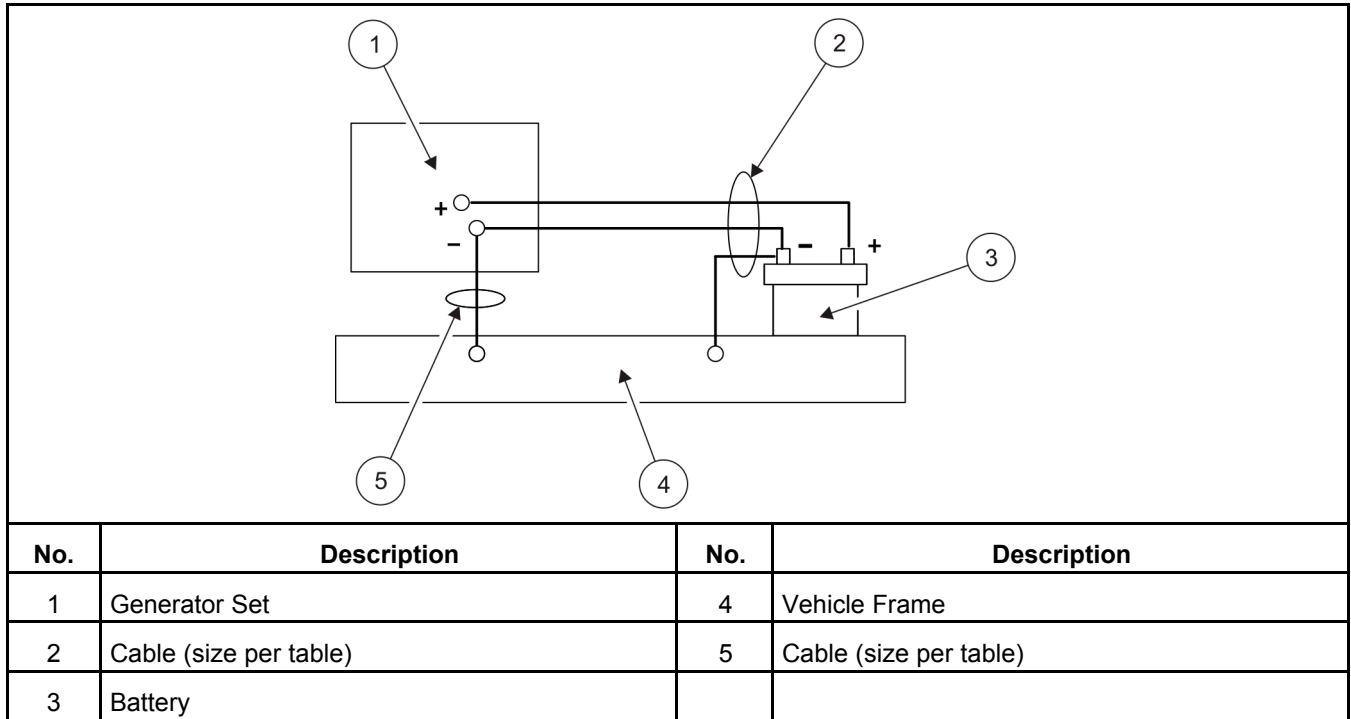 1
2
+
−
− +
3
5
4
No. Description No. Description
1 Generator Set 4 Vehicle Frame
2 Cable (size per table) 5 Cable (size per table)
3 Battery